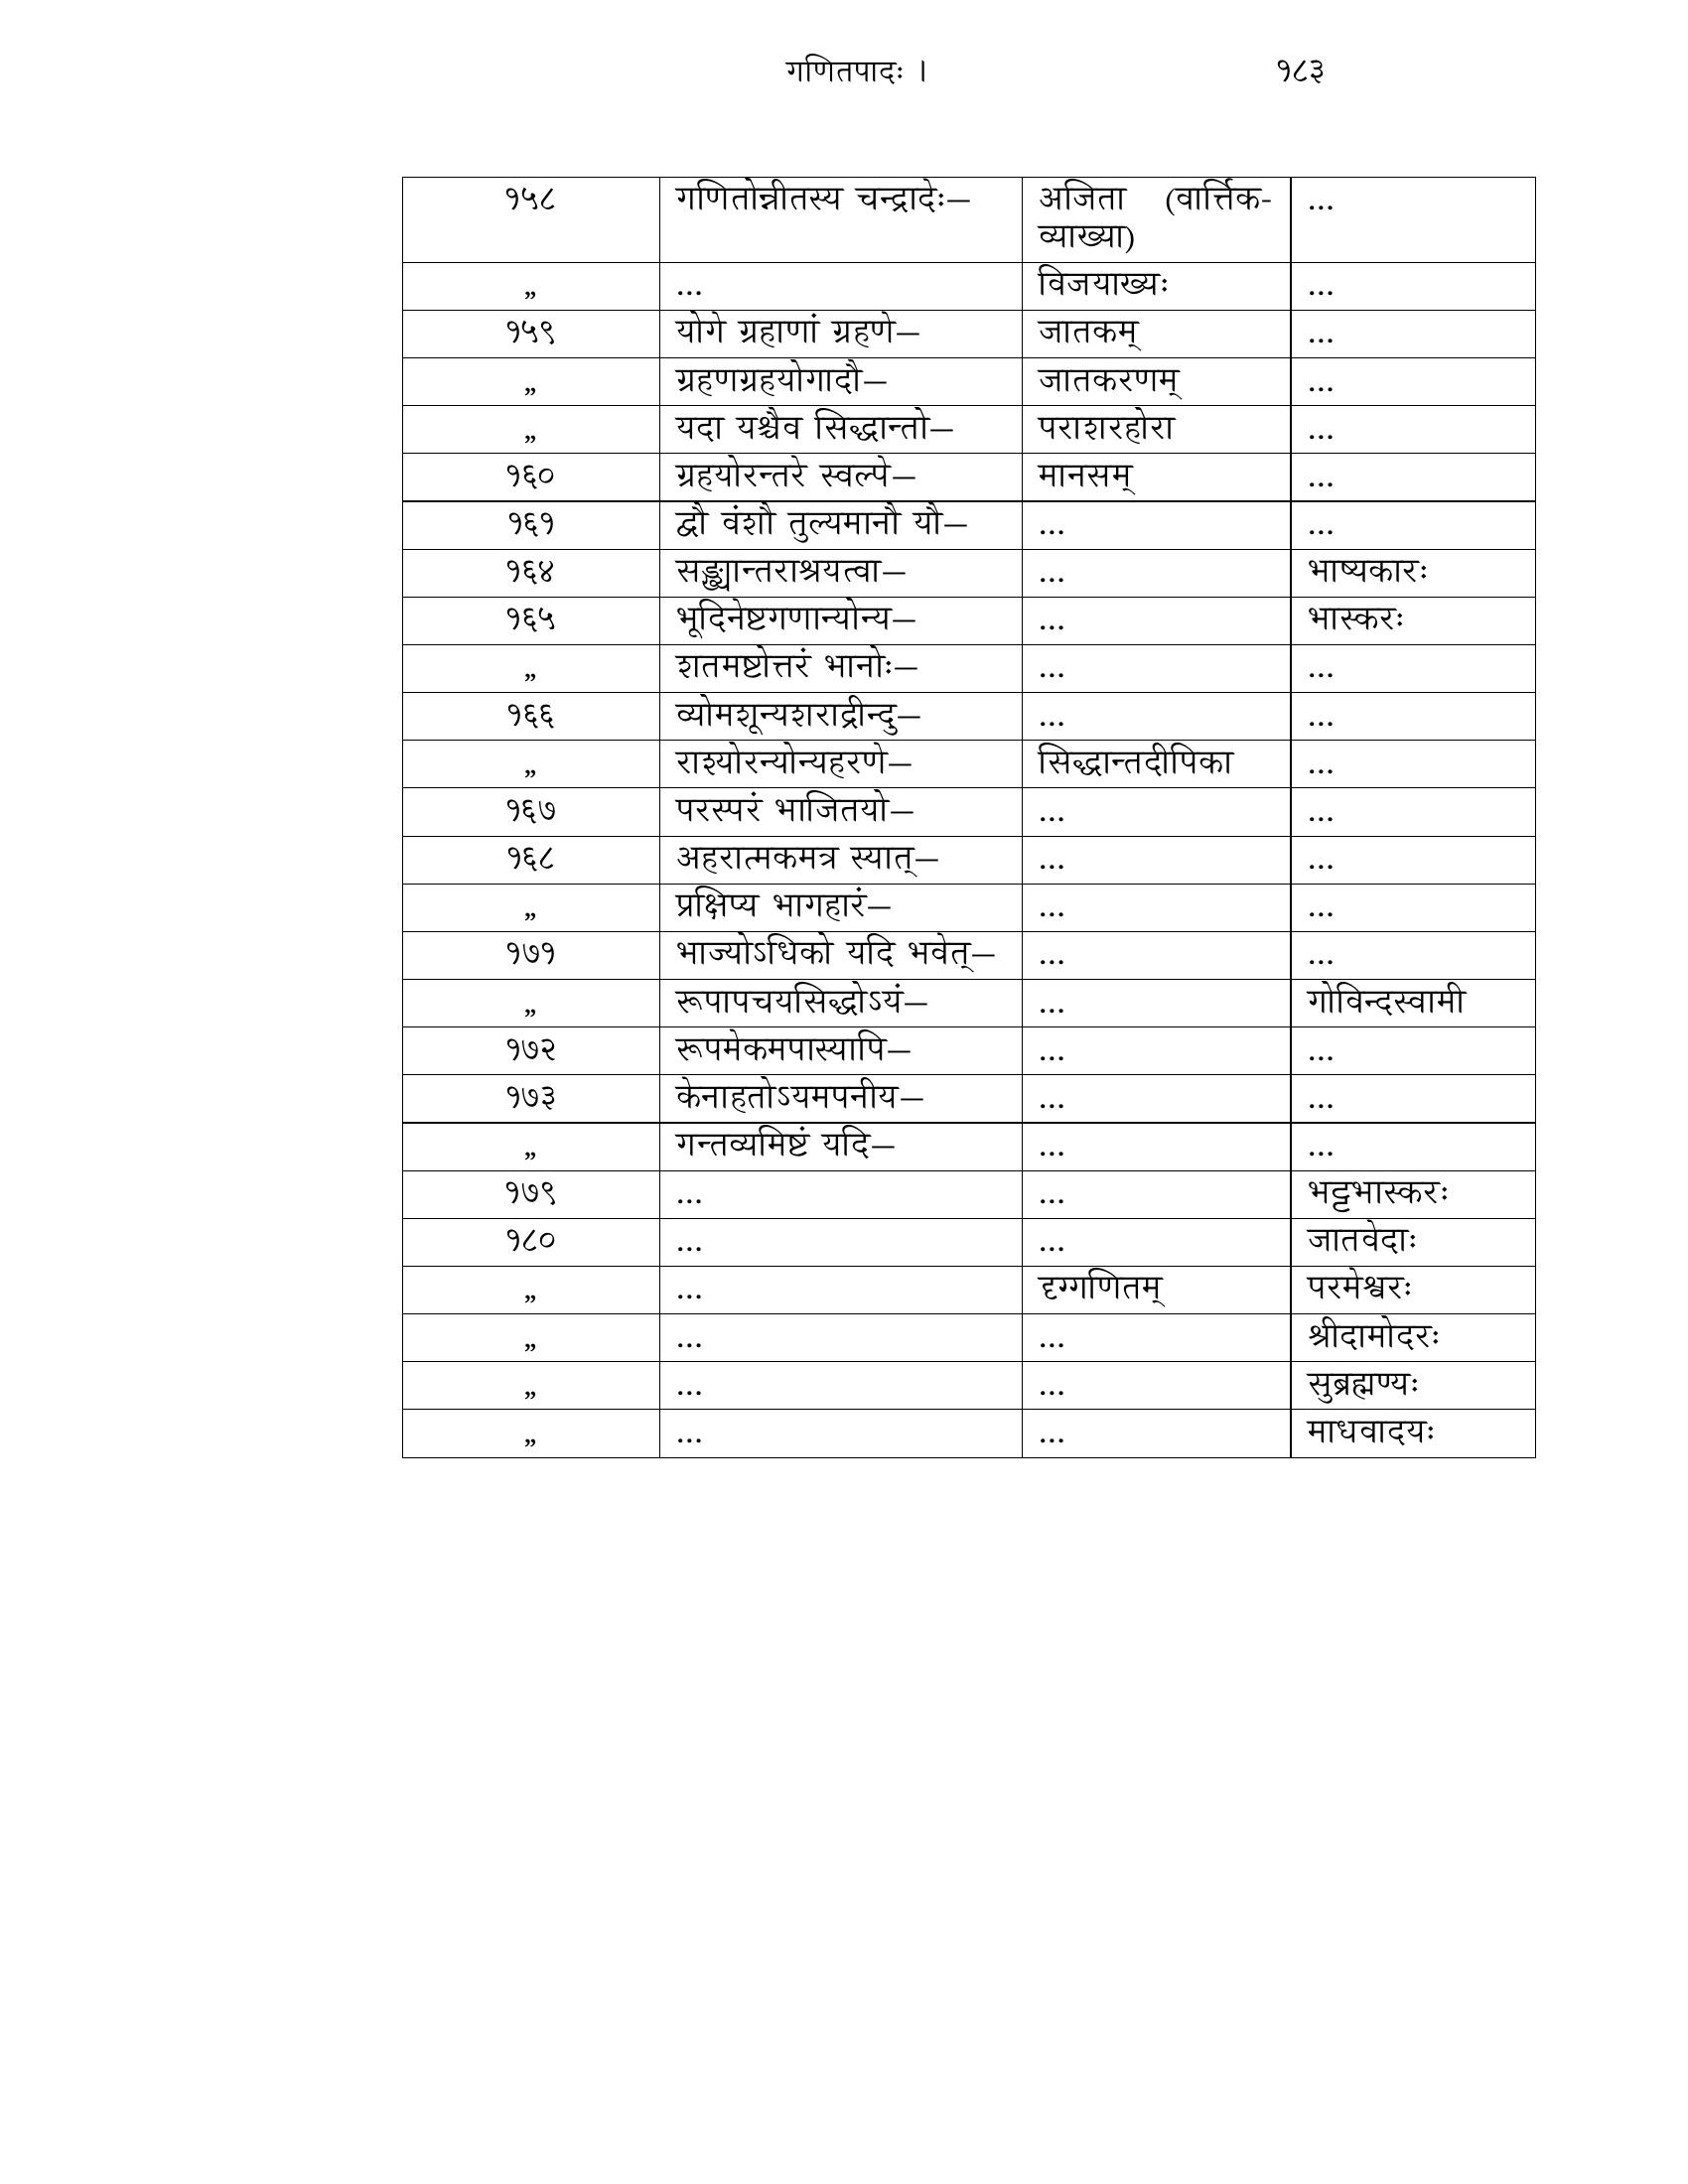 गणितपादः । १८३
१५८ गणितोन्नीतस्य चन्द्रादेः— अजिता (वार्त्तिक- ...
व्याख्या)
„ ... विजयाख्यः ...
१५९ योगे ग्रहाणां ग्रहणे— जातकम् ...
„ ग्रहणग्रहयोगादौ— जातकरणम् ...
„ यदा यश्चैव सिद्धान्तो— पराशरहोरा ...
१६० ग्रहयोरन्तरे स्वल्पे— मानसम् ...
१६१ द्वौ वंशौ तुल्यमानौ यौ— ... ...
१६४ सङ्ख्यान्तराश्रयत्वा— ... भाष्यकारः
१६५ भूदिनेष्टगणान्योन्य— ... भास्करः
„ शतमष्टोत्तरं भानोः— ... ...
१६६ व्योमशून्यशराद्रीन्दु— ... ...
„ राश्योरन्योन्यहरणे— सिद्धान्तदीपिका ...
१६७ परस्परं भाजितयो— ... ...
१६८ अहरात्मकमत्र स्यात्— ... ...
„ प्रक्षिप्य भागहारं— ... ...
१७१ भाज्योऽधिको यदि भवेत्— ... ...
„ रूपापचयसिद्धोऽयं— ... गोविन्दस्वामी
१७२ रूपमेकमपास्यापि— ... ...
१७३ केनाहतोऽयमपनीय— ... ...
„ गन्तव्यमिष्टं यदि— ... ...
१७९ ... ... भट्टभास्करः
१८० ... ... जातवेदाः
„ ... दृग्गणितम् परमेश्वरः
„ ... ... श्रीदामोदरः
„ ... ... सुब्रह्मण्यः
„ ... ... माधवादयः